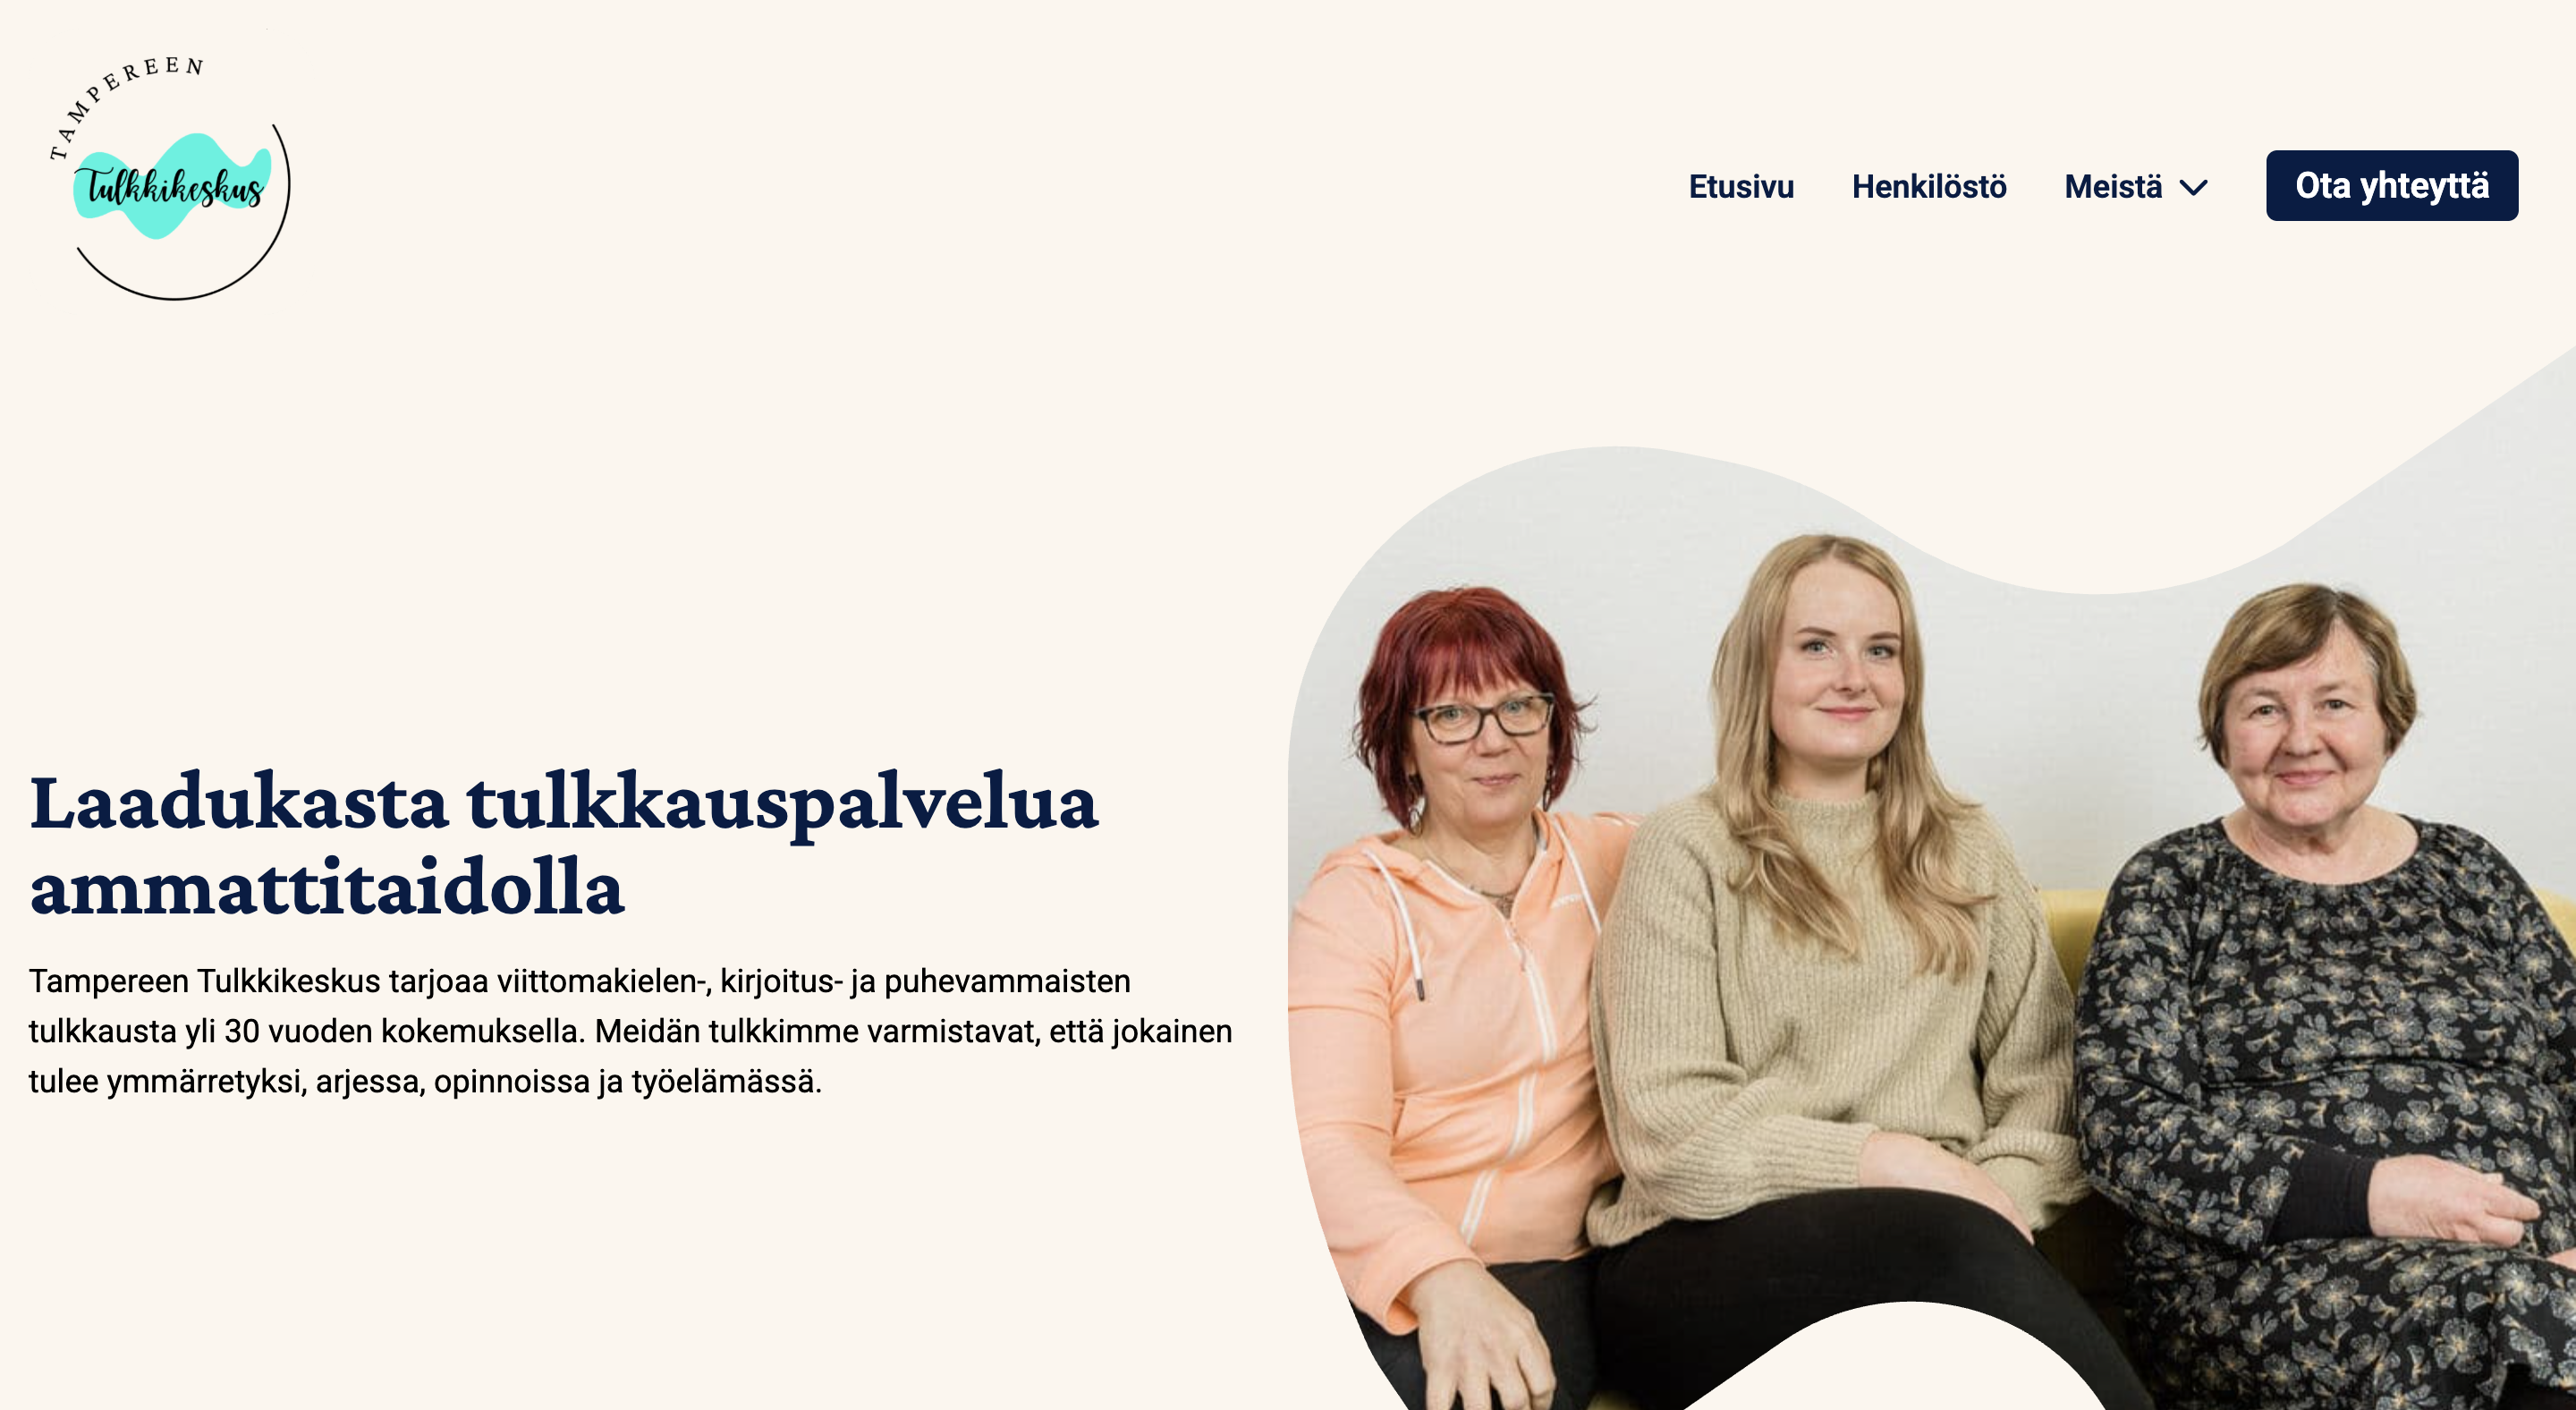 TAMPEREEN
Tulkkikeskus
Etusivu
Henkilöstö
Meistä
Ota yhteyttä
Laadukasta tulkkauspalvelua
ammattitaidolla
Tampereen Tulkkikeskus tarjoaa viittomakielen-, kirjoitus- ja puhevammaisten
tulkkausta yli 30 vuoden kokemuksella. Meidän tulkkimme varmistavat, että jokainen
tulee ymmärretyksi, arjessa, opinnoissa ja työelämässä.